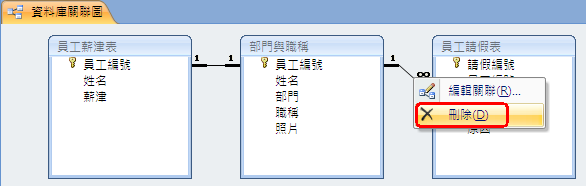 資料庫關聯圖
員工薪津表
員工編號
姓名
薪津
1
1
部門與職稱
員工編號
姓名
部門
職稱
照片
1
∞
員工請假表
請假編號
編輯關聯(R)...
刪除(D)
原因